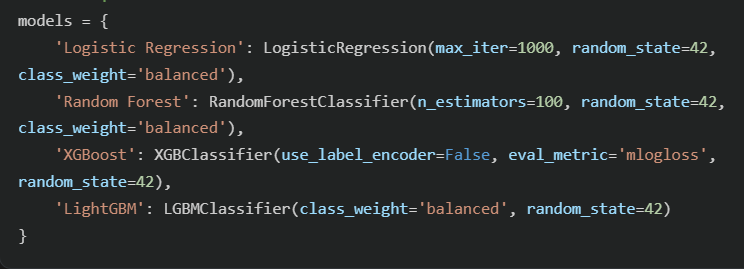 models = {
    'Logistic Regression': LogisticRegression(max_iter=1000, random_state=42,
class_weight='balanced'),
    'Random Forest': RandomForestClassifier(n_estimators=100, random_state=42,
class_weight='balanced'),
    'XGBoost': XGBClassifier(use_label_encoder=False, eval_metric='mlogloss',
random_state=42),
    'LightGBM': LGBMClassifier(class_weight='balanced', random_state=42)
}